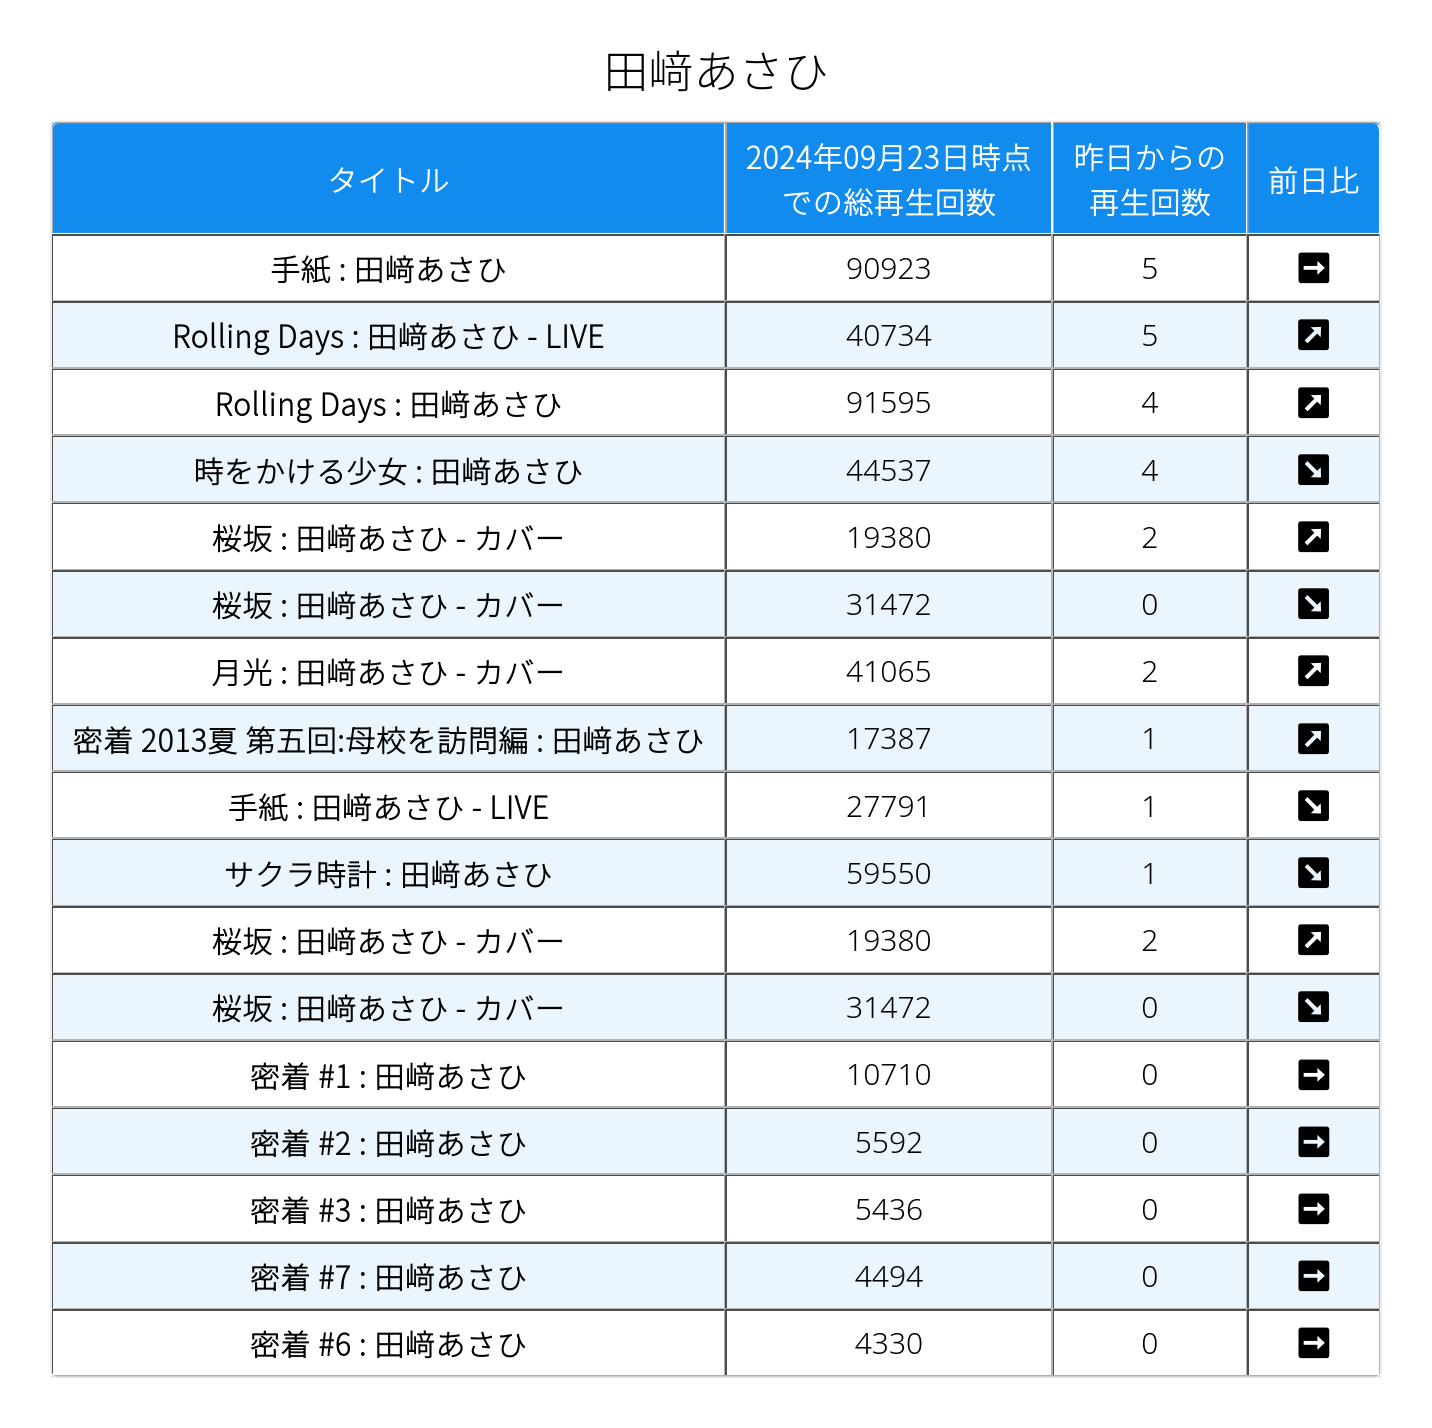 田﨑あさひ
タイトル 2024年09月23日時点での総再生回数 昨日からの再生回数 前日比
手紙 : 田﨑あさひ 90923 5 ➡
Rolling Days : 田﨑あさひ - LIVE 40734 5 ↗
Rolling Days : 田﨑あさひ 91595 4 ↗
時をかける少女 : 田﨑あさひ 44537 4 ↘
桜坂 : 田﨑あさひ - カバー 19380 2 ↗
桜坂 : 田﨑あさひ - カバー 31472 0 ↘
月光 : 田﨑あさひ - カバー 41065 2 ↗
密着 2013夏 第五回:母校を訪問編 : 田﨑あさひ 17387 1 ↗
手紙 : 田﨑あさひ - LIVE 27791 1 ↘
サクラ時計 : 田﨑あさひ 59550 1 ↘
桜坂 : 田﨑あさひ - カバー 19380 2 ↗
桜坂 : 田﨑あさひ - カバー 31472 0 ↘
密着 #1 : 田﨑あさひ 10710 0 ➡
密着 #2 : 田﨑あさひ 5592 0 ➡
密着 #3 : 田﨑あさひ 5436 0 ➡
密着 #7 : 田﨑あさひ 4494 0 ➡
密着 #6 : 田﨑あさひ 4330 0 ➡